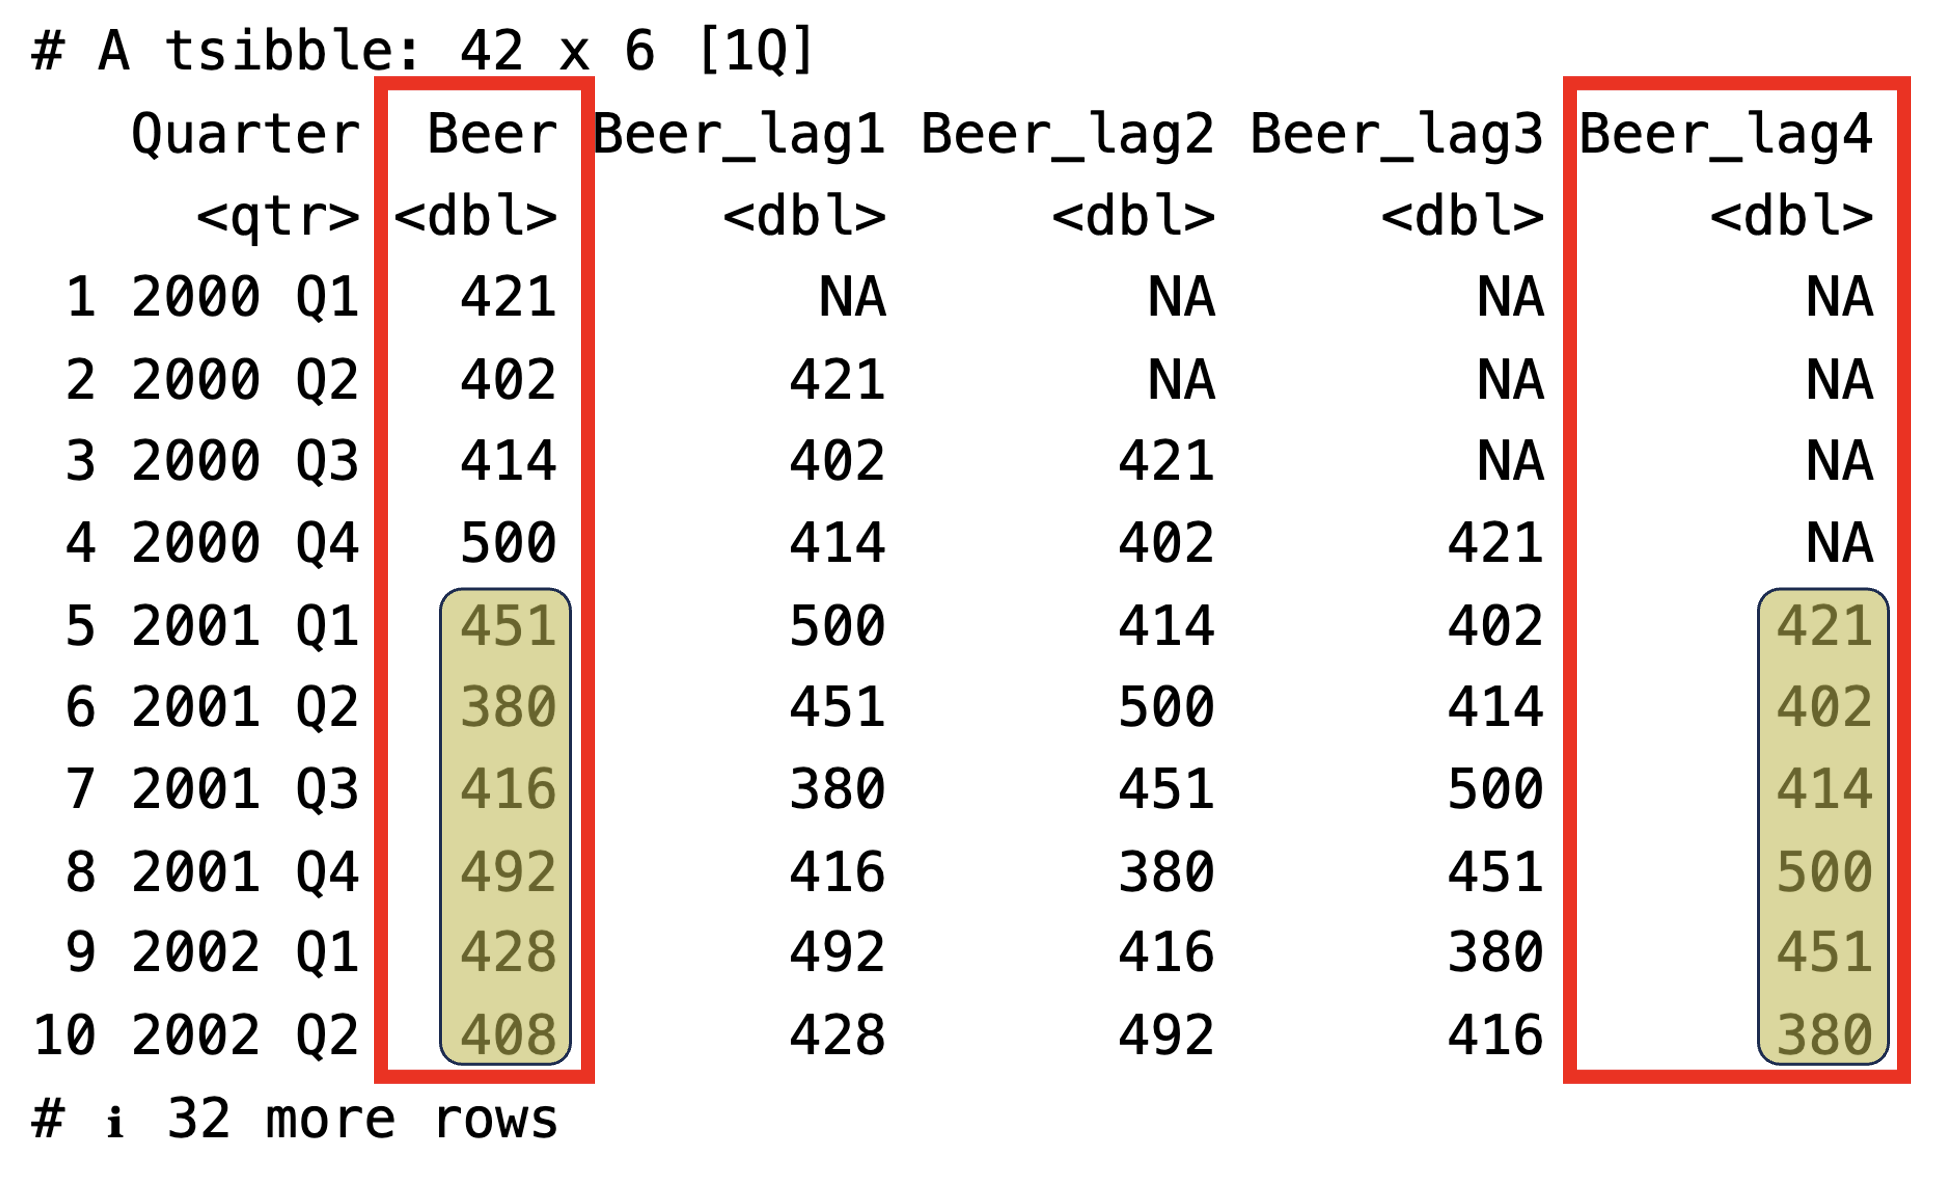 # A tsibble: 42 x 6 [1Q]
Quarter Beer Beer_lag1 Beer_lag2 Beer_lag3 Beer_lag4
<qtr> <dbl> <dbl> <dbl> <dbl> <dbl>
1 2000 Q1 421 NA NA NA NA
2 2000 Q2 402 421 NA NA NA
3 2000 Q3 414 402 421 NA NA
4 2000 Q4 500 414 402 421 NA
5 2001 Q1 451 500 414 402 421
6 2001 Q2 380 451 500 414 402
7 2001 Q3 416 380 451 500 414
8 2001 Q4 492 416 380 451 500
9 2002 Q1 428 492 416 380 451
10 2002 Q2 408 428 492 416 380
# ℹ 32 more rows